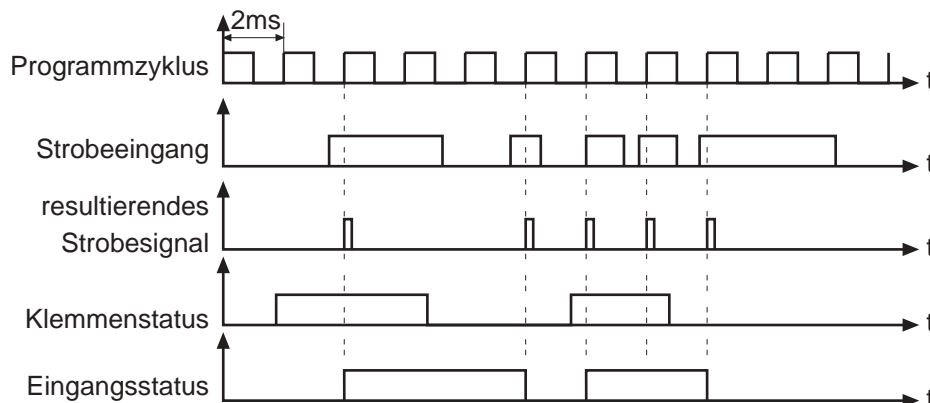 2ms
Programmzyklus
t
Strobeeingang
t
resultierendes
Strobesignal
t
Klemmenstatus
t
Eingangsstatus
t